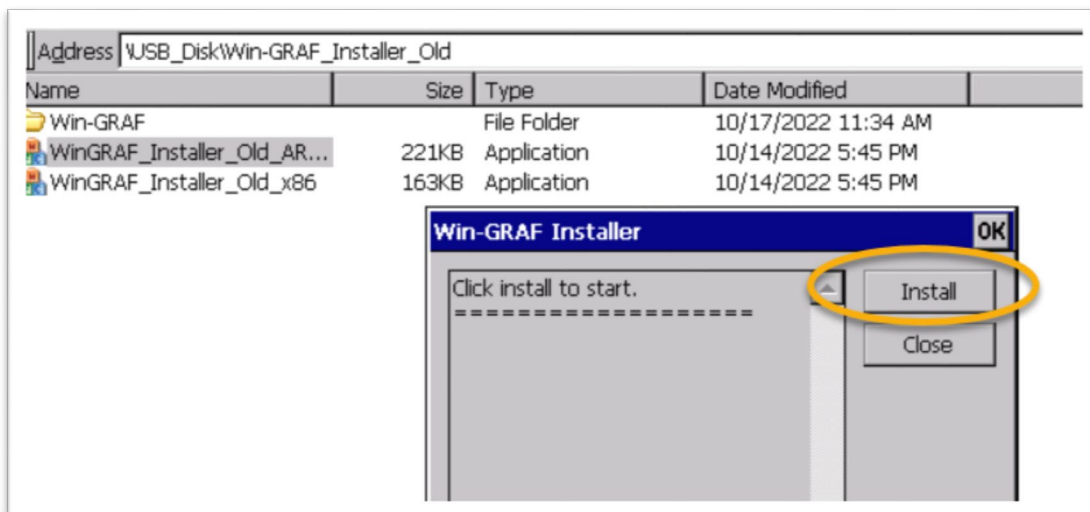 Address \USB_Disk\Win-GRAF_Installer_Old
Name Size Type Date Modified
Win-GRAF File Folder 10/17/2022 11:34 AM
WinGRAF_Installer_Old_AR... 221KB Application 10/14/2022 5:45 PM
WinGRAF_Installer_Old_x86 163KB Application 10/14/2022 5:45 PM
Win-GRAF Installer OK
Click install to start.
===================
Install
Close